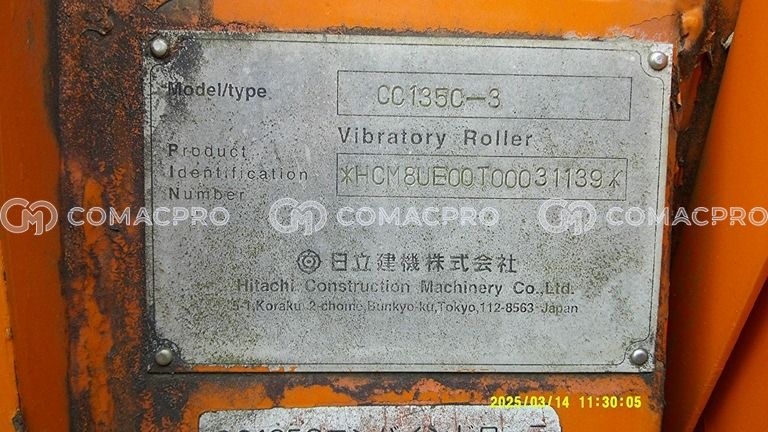 Model/type CC135C-3
Vibratory Roller
Product
Identification
Number
*HCM8UE00T00031139*
COMACPRO COMACPRO COMACPRO
日立建機株式会社
Hitachi Construction Machinery Co.,Ltd.
5-1,Koraku 2-chome,Bunkyo-ku,Tokyo,112-8563 Japan
2025/03/14 11:30:05